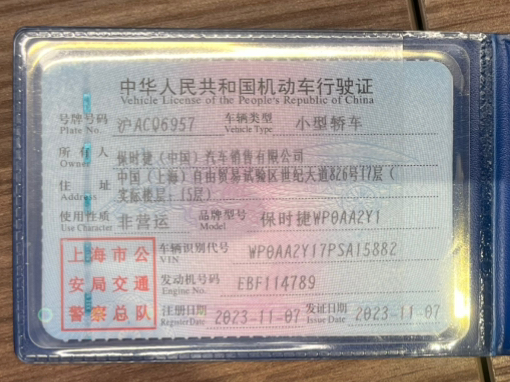 中华人民共和国机动车行驶证
Vehicle License of the People's Republic of China
号牌号码 沪ACQ6957 车辆类型 小型轿车
Plate No. Vehicle Type
所有人 保时捷（中国）汽车销售有限公司
Owner
住址 中国（上海）自由贸易试验区世纪大道826号17层（
Address 实际楼层：15层）
使用性质 非营运 品牌型号 保时捷WP0AA2Y1
Use Character Model
上海市公
安局交通
警察总队
车辆识别代号 WP0AA2Y17PSA15882
VIN
发动机号码 EBF114789
Engine No.
注册日期 2023-11-07 发证日期 2023-11-07
Register Date Issue Date